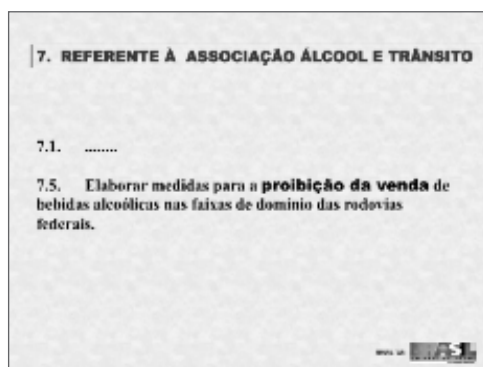 7. REFERENTE À ASSOCIAÇÃO ÁLCOOL E TRÂNSITO
7.1. ........
7.5. Elaborar medidas para a proibição da venda de
bebidas alcoólicas nas faixas de domínio das rodovias
federais.